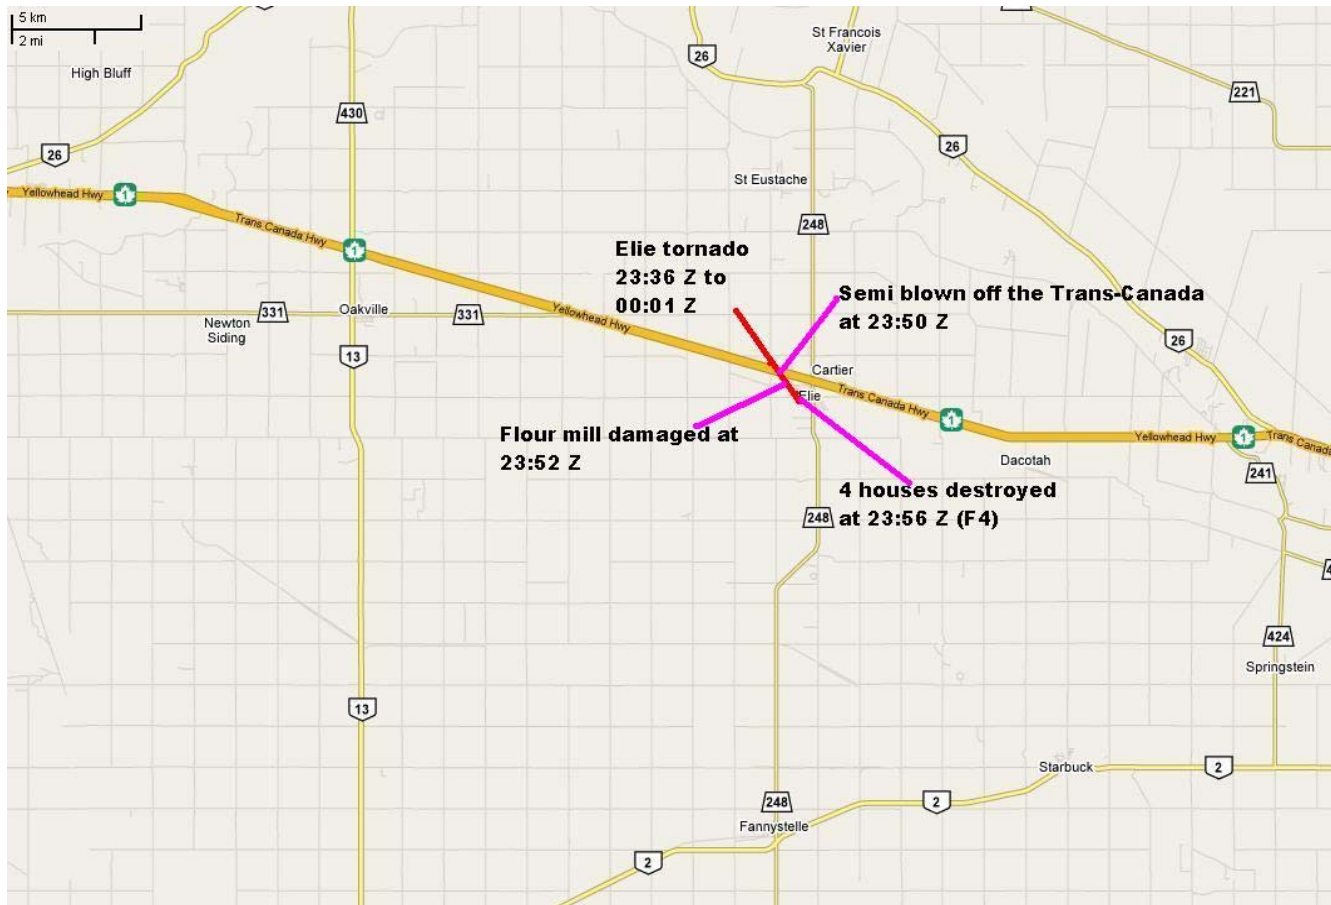 5 km
2 mi
St Francois
Xavier
26
High Bluff
221
430
26
26
St Eustache
Yellowhead Hwy
1
Trans Canada Hwy
248
1
Elie tornado
23:36 Z to
00:01 Z
Semi blown off the Trans-Canada
at 23:50 Z
331
Oakville
331
Yellowhead Hwy
Newton
Siding
26
13
Cartier
Trans Canada Hwy
Elie
1
Flour mill damaged at
23:52 Z
Yellowhead Hwy
1
Trans Canada
Dacotah
241
4 houses destroyed
at 23:56 Z (F4)
248
4
424
Springstein
13
Starbuck
2
248
2
Fannystelle
2